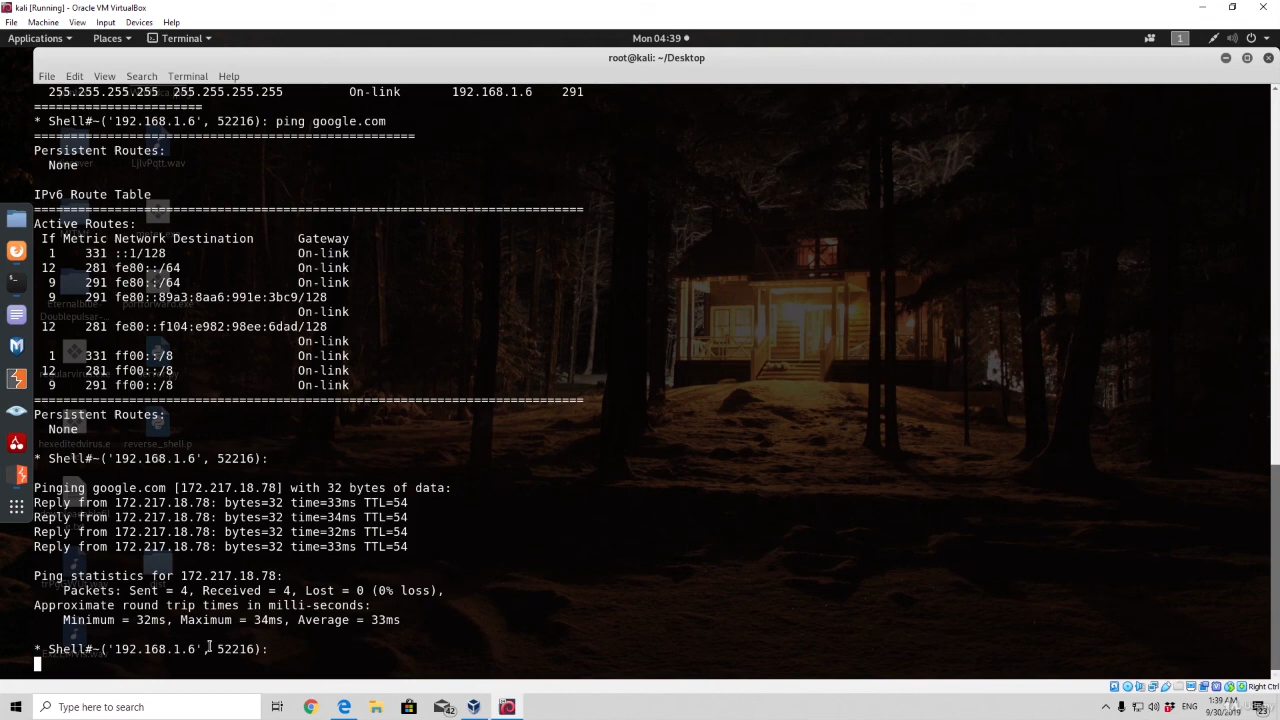 kali [Running] - Oracle VM VirtualBox
File Machine View Input Devices Help
Applications Places Terminal Mon 04:39 1
root@kali: ~/Desktop
File Edit View Search Terminal Help
255.255.255.255 255.255.255.255 On-link 192.168.1.6 291
=======================
* Shell#~('192.168.1.6', 52216): ping google.com
====================================================
Persistent Routes:
LjlvPqtt.wav
None
IPv6 Route Table
===========================================================================
Active Routes:
If Metric Network Destination Gateway
1 331 ::1/128 On-link
12 281 fe80::/64 On-link
9 291 fe80::/64 On-link
9 291 fe80::89a3:8aa6:991e:3bc9/128
On-link
12 281 fe80::f104:e982:98ee:6dad/128
On-link
1 331 ff00::/8 On-link
12 281 ff00::/8 On-link
9 291 ff00::/8 On-link
===========================================================================
Persistent Routes:
None
hexeditedvirus.e reverse_shell.p
* Shell#~('192.168.1.6', 52216):
Pinging google.com [172.217.18.78] with 32 bytes of data:
Reply from 172.217.18.78: bytes=32 time=33ms TTL=54
Reply from 172.217.18.78: bytes=32 time=34ms TTL=54
Reply from 172.217.18.78: bytes=32 time=32ms TTL=54
Reply from 172.217.18.78: bytes=32 time=33ms TTL=54
Ping statistics for 172.217.18.78:
Packets: Sent = 4, Received = 4, Lost = 0 (0% loss),
Approximate round trip times in milli-seconds:
Minimum = 32ms, Maximum = 34ms, Average = 33ms
* Shell#~('192.168.1.6', 52216):
Right Ctrl
Type here to search 42 ENG 1:39 AM 9/30/2019 23